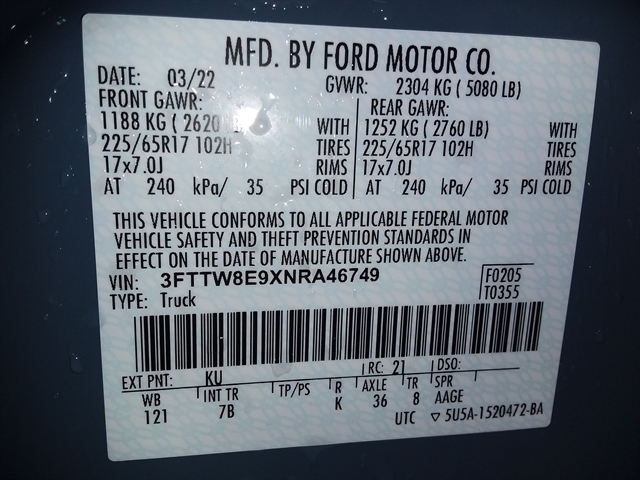 MFD. BY FORD MOTOR CO.
DATE: 03/22 GVWR: 2304 KG ( 5080 LB)
FRONT GAWR: REAR GAWR:
1188 KG ( 2620 WITH 1252 KG ( 2760 LB) WITH
225/65R17 102H TIRES 225/65R17 102H TIRES
17x7.0J RIMS 17x7.0J RIMS
AT 240 kPa/ 35 PSI COLD AT 240 kPa/ 35 PSI COLD
THIS VEHICLE CONFORMS TO ALL APPLICABLE FEDERAL MOTOR
VEHICLE SAFETY AND THEFT PREVENTION STANDARDS IN
EFFECT ON THE DATE OF MANUFACTURE SHOWN ABOVE.
VIN: 3FTTW8E9XNRA46749 F0205
TYPE: Truck T0355
EXT PNT: KU RC: 21 DSO:
WB INT TR TP/PS R AXLE TR SPR
121 7B K 36 8 AAGE
UTC ▽ 5U5A-1520472-BA